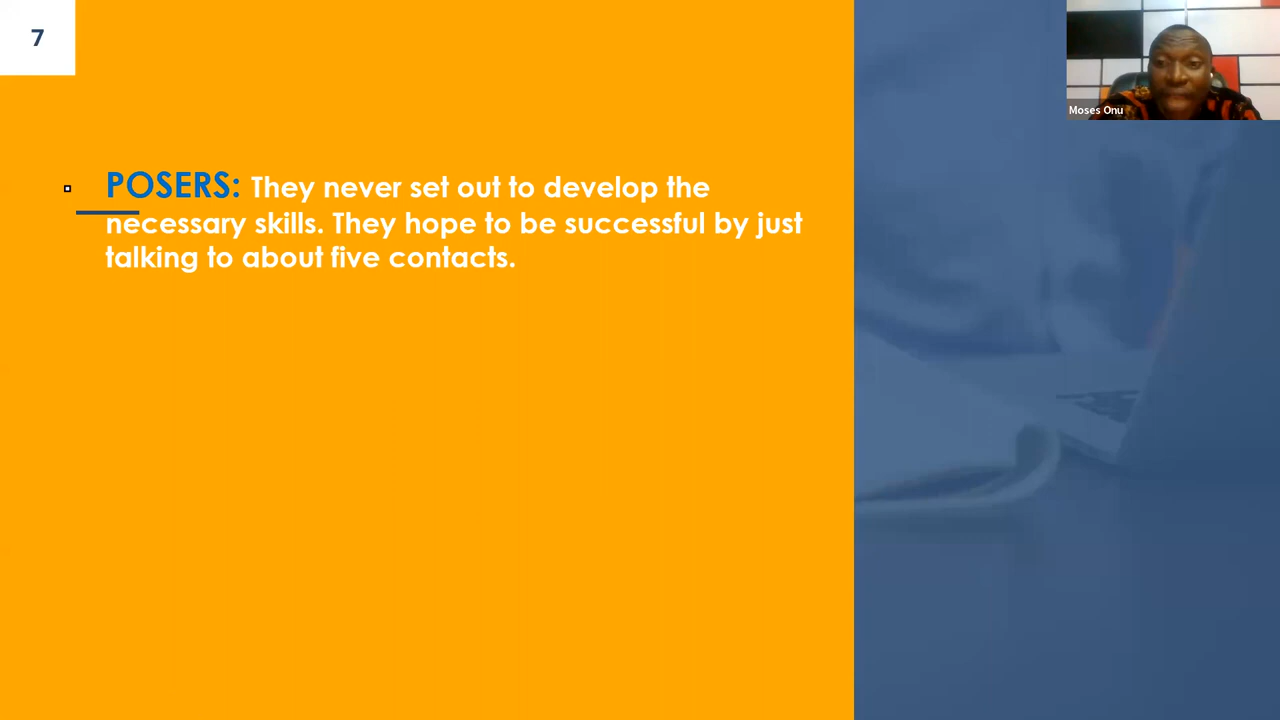 7
Moses Onu
POSERS: They never set out to develop the
necessary skills. They hope to be successful by just
talking to about five contacts.